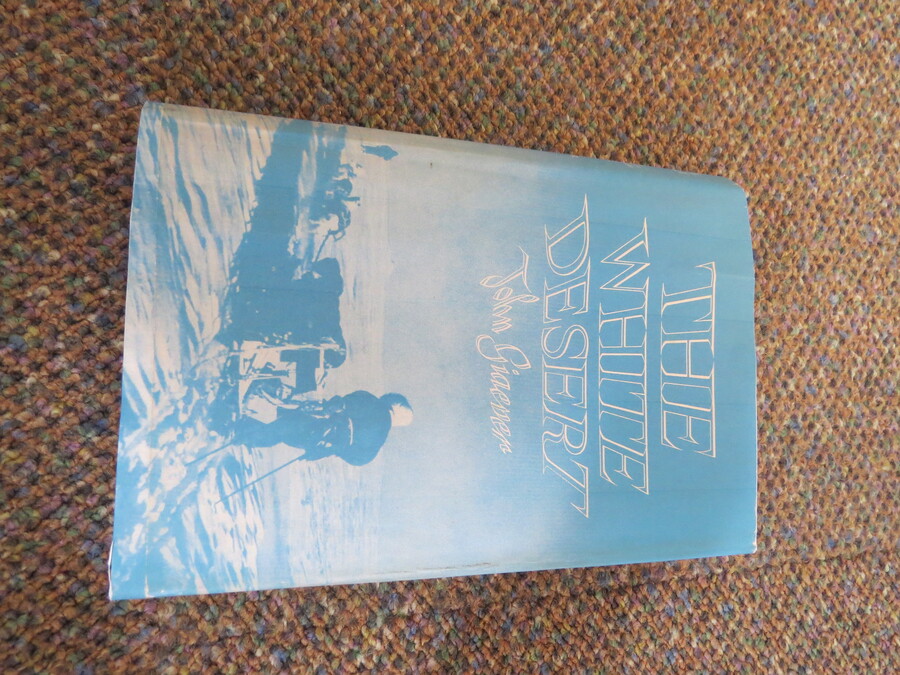 THE
WHITE
DESERT
John Giaever